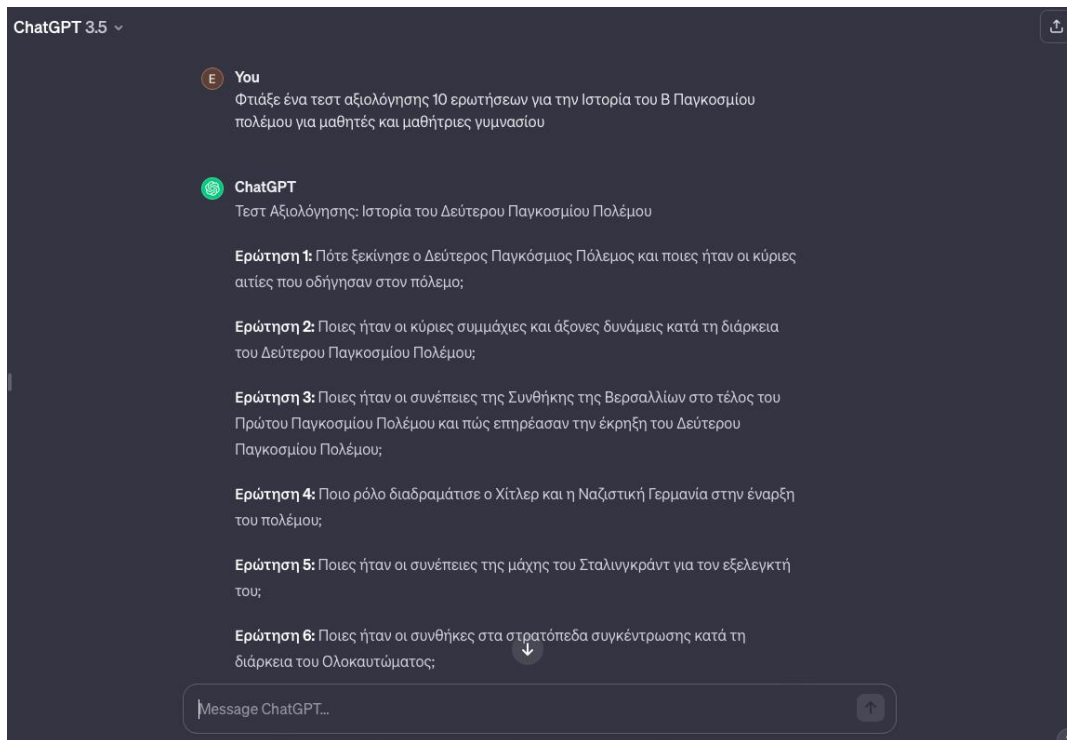 ChatGPT 3.5
E
You
Φτιάξε ένα τεστ αξιολόγησης 10 ερωτήσεων για την Ιστορία του Β Παγκοσμίου
πολέμου για μαθητές και μαθήτριες γυμνασίου
ChatGPT
Τεστ Αξιολόγησης: Ιστορία του Δεύτερου Παγκοσμίου Πολέμου
Ερώτηση 1: Πότε ξεκίνησε ο Δεύτερος Παγκόσμιος Πόλεμος και ποιες ήταν οι κύριες
αιτίες που οδήγησαν στον πόλεμο;
Ερώτηση 2: Ποιες ήταν οι κύριες συμμάχιες και άξονες δυνάμεις κατά τη διάρκεια
του Δεύτερου Παγκοσμίου Πολέμου;
Ερώτηση 3: Ποιες ήταν οι συνέπειες της Συνθήκης της Βερσαλλίων στο τέλος του
Πρώτου Παγκοσμίου Πολέμου και πώς επηρέασαν την έκρηξη του Δεύτερου
Παγκοσμίου Πολέμου;
Ερώτηση 4: Ποιο ρόλο διαδραμάτισε ο Χίτλερ και η Ναζιστική Γερμανία στην έναρξη
του πολέμου;
Ερώτηση 5: Ποιες ήταν οι συνέπειες της μάχης του Σταλινγκράντ για τον εξελεγκτή
του;
Ερώτηση 6: Ποιες ήταν οι συνθήκες στα στρατόπεδα συγκέντρωσης κατά τη
διάρκεια του Ολοκαυτώματος;
Message ChatGPT...